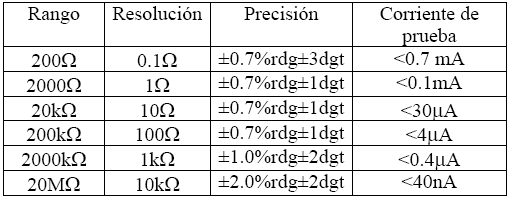 Rango Resolución Precisión Corriente de prueba
200Ω 0.1Ω ±0.7%rdg±3dgt <0.7 mA
2000Ω 1Ω ±0.7%rdg±1dgt <0.1mA
20kΩ 10Ω ±0.7%rdg±1dgt <30µA
200kΩ 100Ω ±0.7%rdg±1dgt <4µA
2000kΩ 1kΩ ±1.0%rdg±2dgt <0.4µA
20MΩ 10kΩ ±2.0%rdg±2dgt <40nA